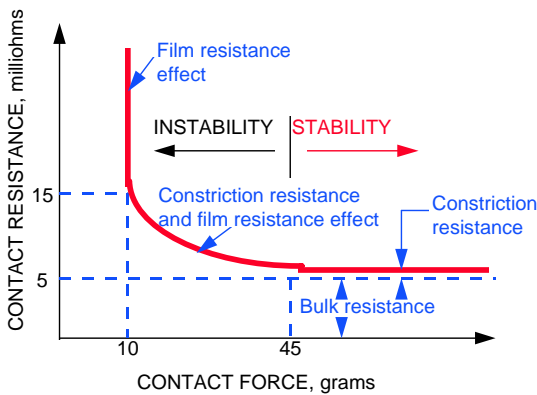 Film resistance
effect
INSTABILITY
STABILITY
CONTACT RESISTANCE, milliohms
15
Constriction resistance
and film resistance effect
Constriction
resistance
5
Bulk resistance
10
45
CONTACT FORCE, grams